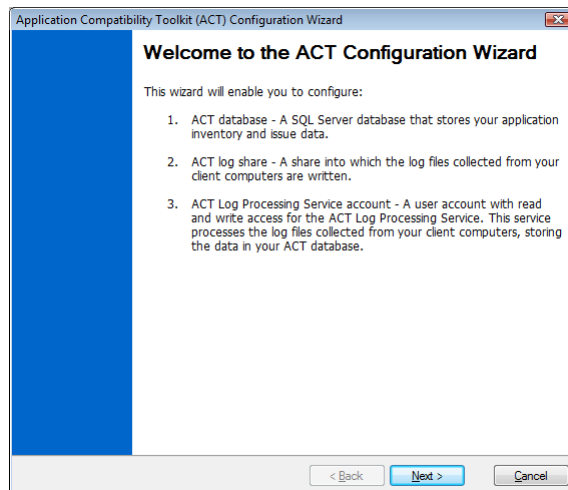 Application Compatibility Toolkit (ACT) Configuration Wizard
Welcome to the ACT Configuration Wizard
This wizard will enable you to configure:
1. ACT database - A SQL Server database that stores your application
inventory and issue data.
2. ACT log share - A share into which the log files collected from your
client computers are written.
3. ACT Log Processing Service account - A user account with read
and write access for the ACT Log Processing Service. This service
processes the log files collected from your client computers, storing
the data in your ACT database.
< Back Next > Cancel